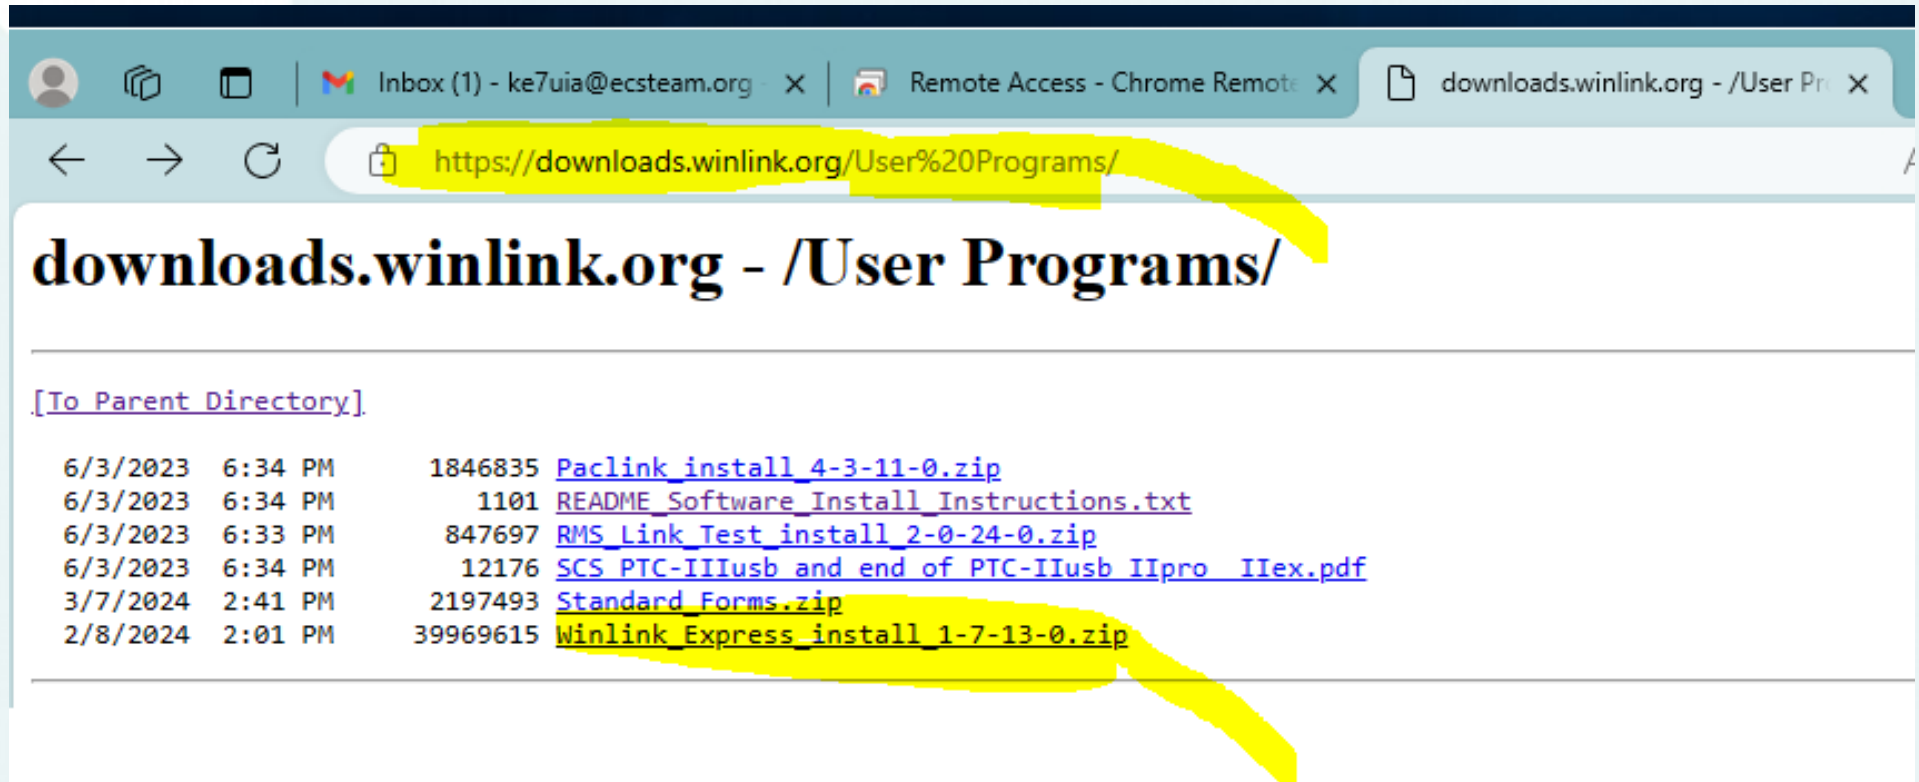 Inbox (1) - ke7uia@ecsteam.org - Remote Access - Chrome Remote downloads.winlink.org - /User Pr
https://downloads.winlink.org/User%20Programs/
downloads.winlink.org - /User Programs/
[To Parent Directory]
6/3/2023 6:34 PM 1846835 Paclink_install_4-3-11-0.zip
6/3/2023 6:34 PM 1101 README_Software_Install_Instructions.txt
6/3/2023 6:33 PM 847697 RMS_Link_Test_install_2-0-24-0.zip
6/3/2023 6:34 PM 12176 SCS PTC-IIIusb and end of PTC-IIusb IIpro  IIex.pdf
3/7/2024 2:41 PM 2197493 Standard_Forms.zip
2/8/2024 2:01 PM 39969615 Winlink_Express_install_1-7-13-0.zip